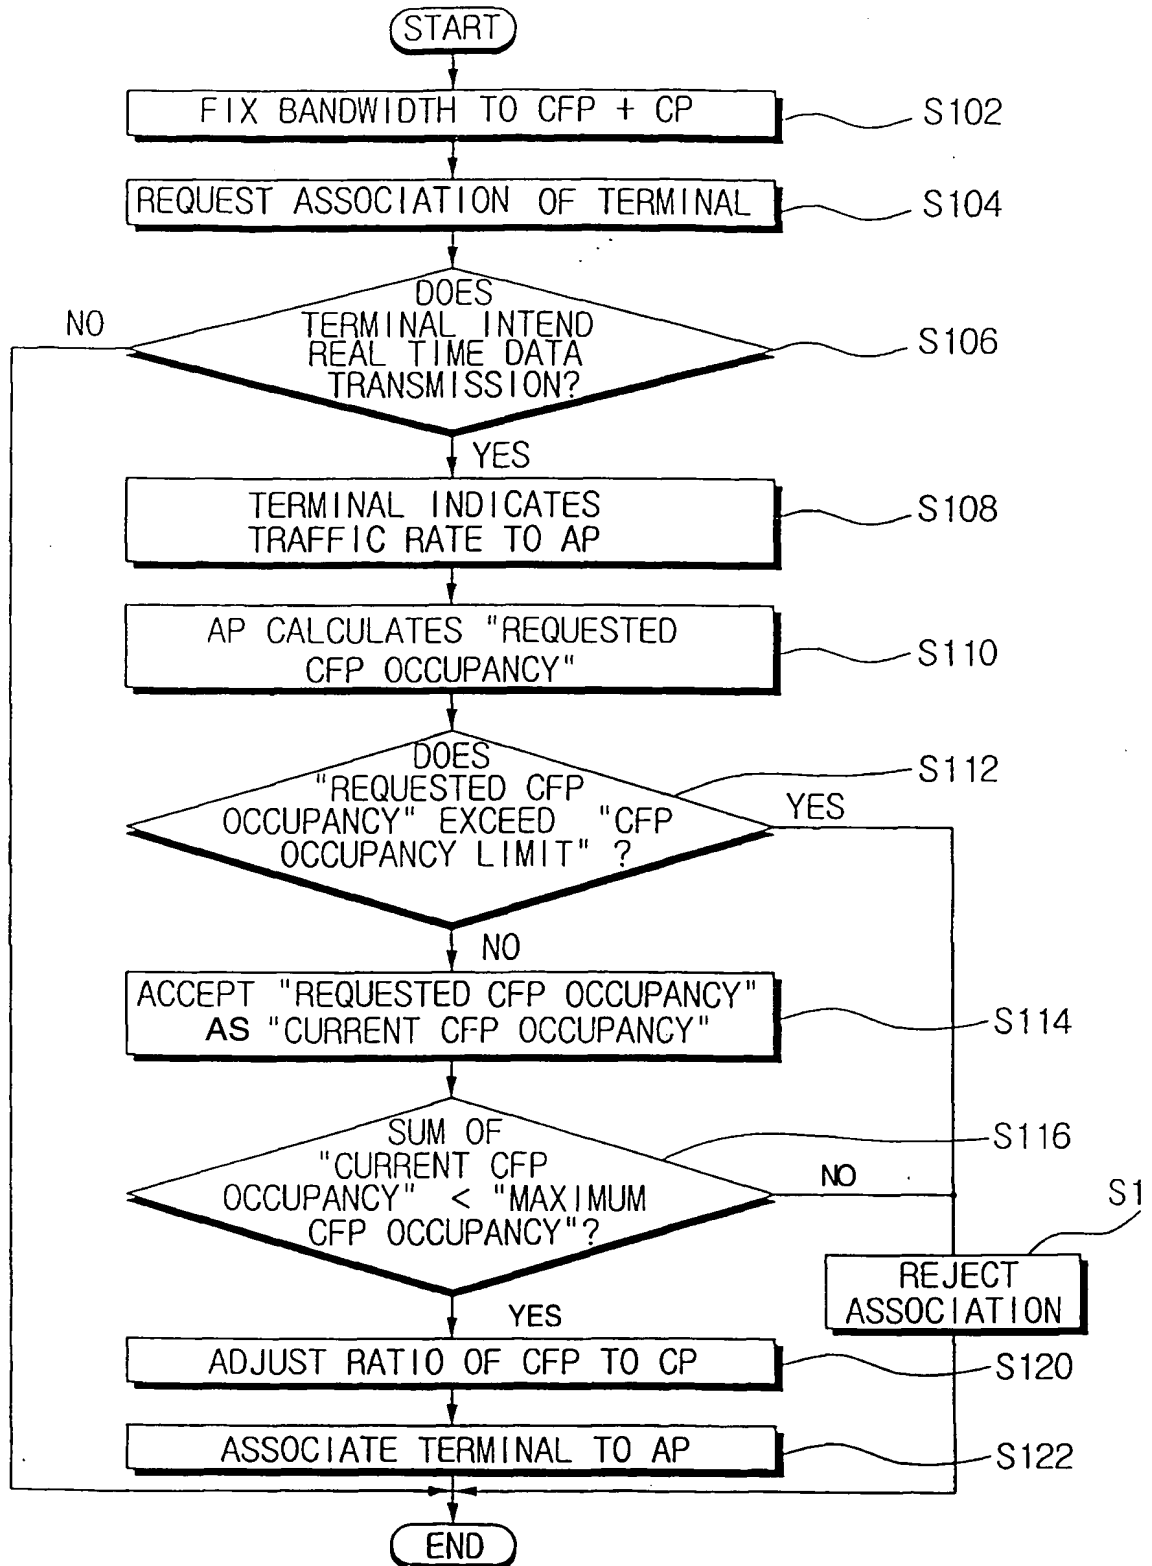 START
FIX BANDWIDTH TO CFP + CP
S102
REQUEST ASSOCIATION OF TERMINAL
S104
DOES
TERMINAL INTEND
REAL TIME DATA
TRANSMISSION?
NO
S106
YES
TERMINAL INDICATES
TRAFFIC RATE TO AP
S108
AP CALCULATES "REQUESTED
CFP OCCUPANCY"
S110
DOES
"REQUESTED CFP
OCCUPANCY" EXCEED "CFP
OCCUPANCY LIMIT" ?
S112
YES
NO
ACCEPT "REQUESTED CFP OCCUPANCY"
AS "CURRENT CFP OCCUPANCY"
S114
SUM OF
"CURRENT CFP
OCCUPANCY" < "MAXIMUM
CFP OCCUPANCY"?
S116
NO
S1
REJECT
ASSOCIATION
YES
ADJUST RATIO OF CFP TO CP
S120
ASSOCIATE TERMINAL TO AP
S122
END